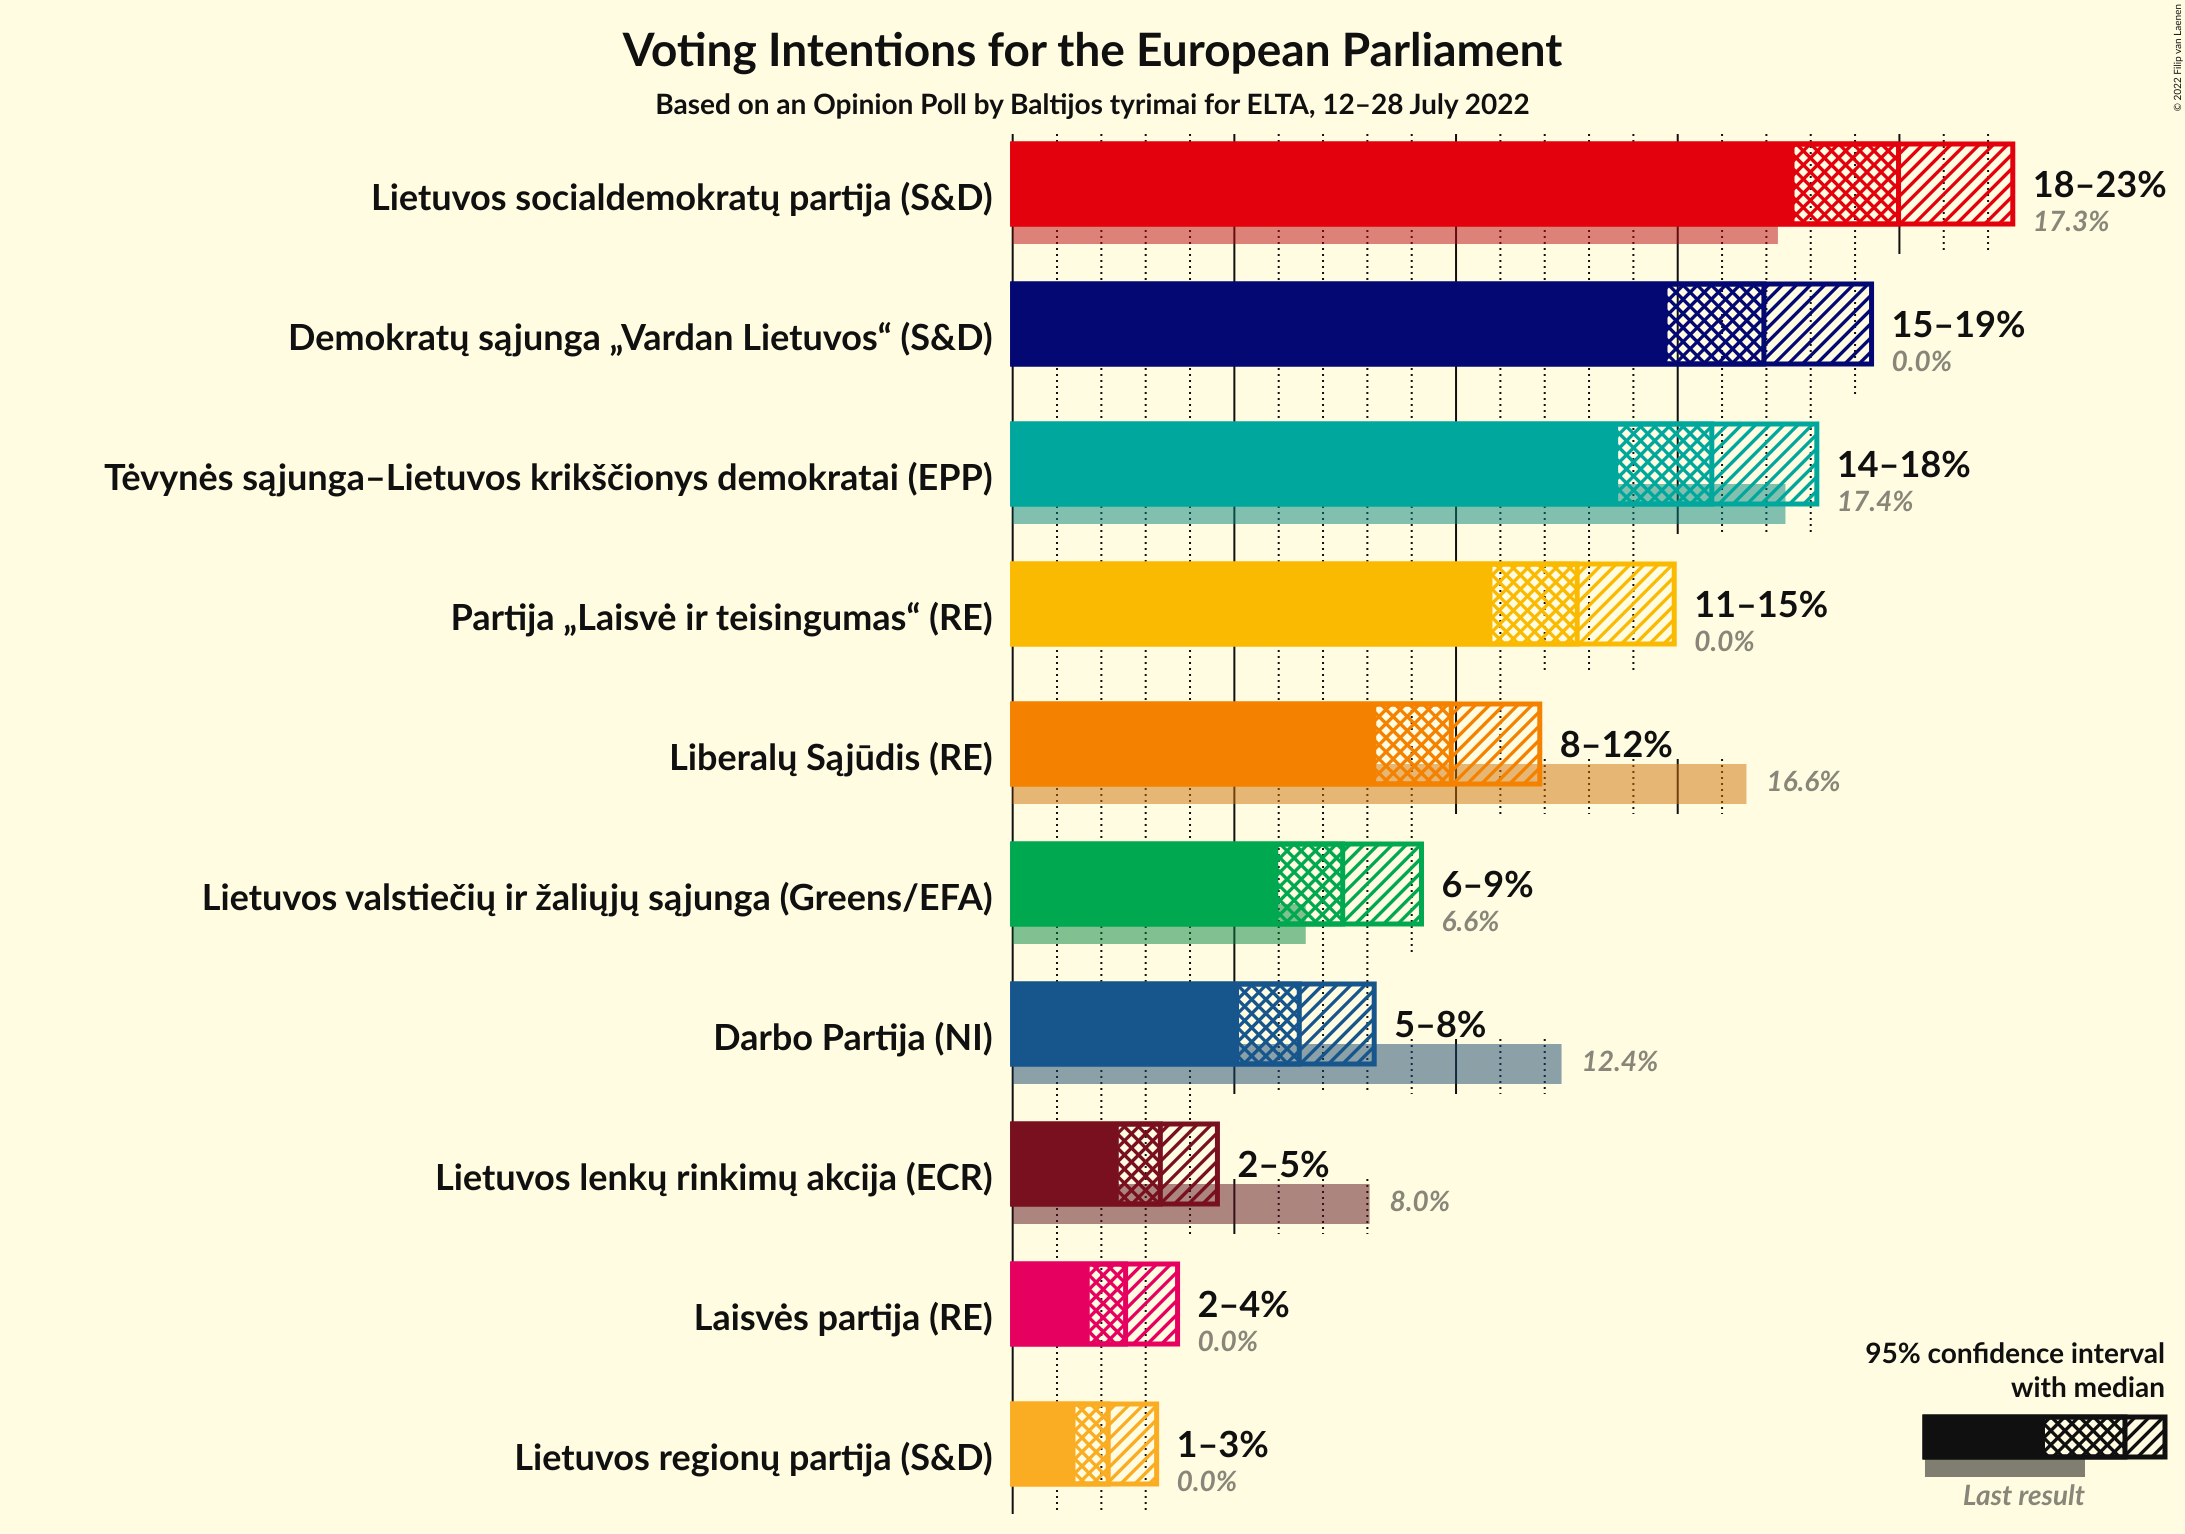 Voting Intentions for the European Parliament
Based on an Opinion Poll by Baltijos tyrimai for ELTA, 12–28 July 2022
© 2022 Filip van Laenen
Lietuvos socialdemokratų partija (S&D)
18–23%
17.3%
Demokratų sąjunga „Vardan Lietuvos“ (S&D)
15–19%
0.0%
Tėvynės sąjunga–Lietuvos krikščionys demokratai (EPP)
14–18%
17.4%
Partija „Laisvė ir teisingumas“ (RE)
11–15%
0.0%
Liberalų Sąjūdis (RE)
8–12%
16.6%
Lietuvos valstiečių ir žaliųjų sąjunga (Greens/EFA)
6–9%
6.6%
Darbo Partija (NI)
5–8%
12.4%
Lietuvos lenkų rinkimų akcija (ECR)
2–5%
8.0%
Laisvės partija (RE)
2–4%
0.0%
Lietuvos regionų partija (S&D)
1–3%
0.0%
95% confidence interval
with median
Last result